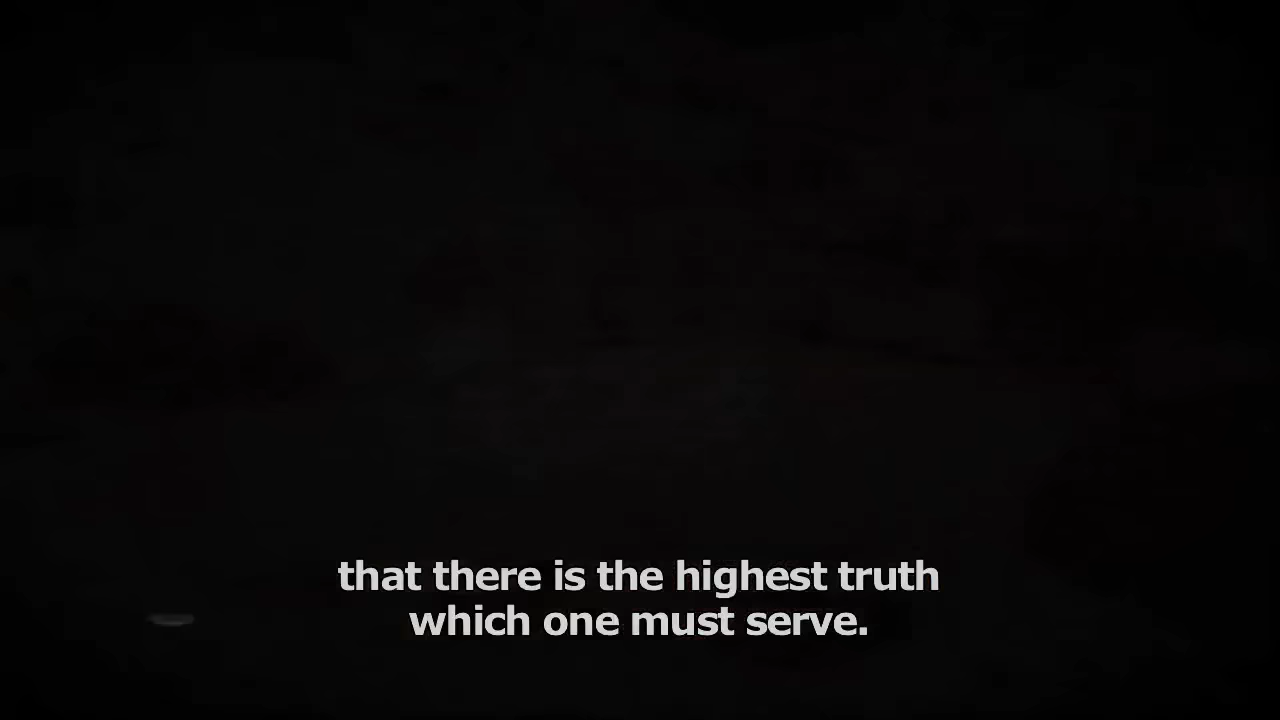 that there is the highest truth
which one must serve.